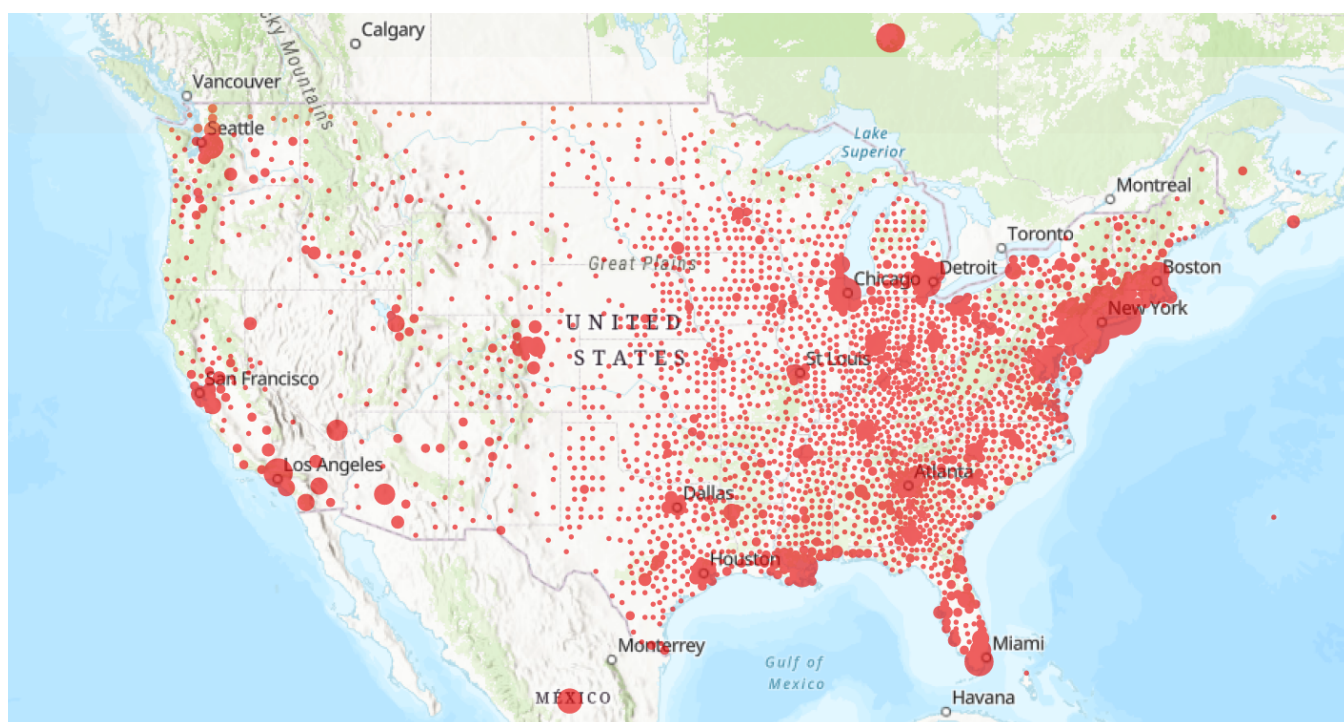 Calgary
cky Mountains
Vancouver
Seattle
Lake
Superior
Montreal
Toronto
Great Plains
Chicago
Detroit
Boston
New York
UNITED
STATES
St Louis
San Francisco
Los Angeles
Atlanta
Dallas
Houston
Monterrey
Gulf of
Mexico
Miami
MÉXICO
Havana